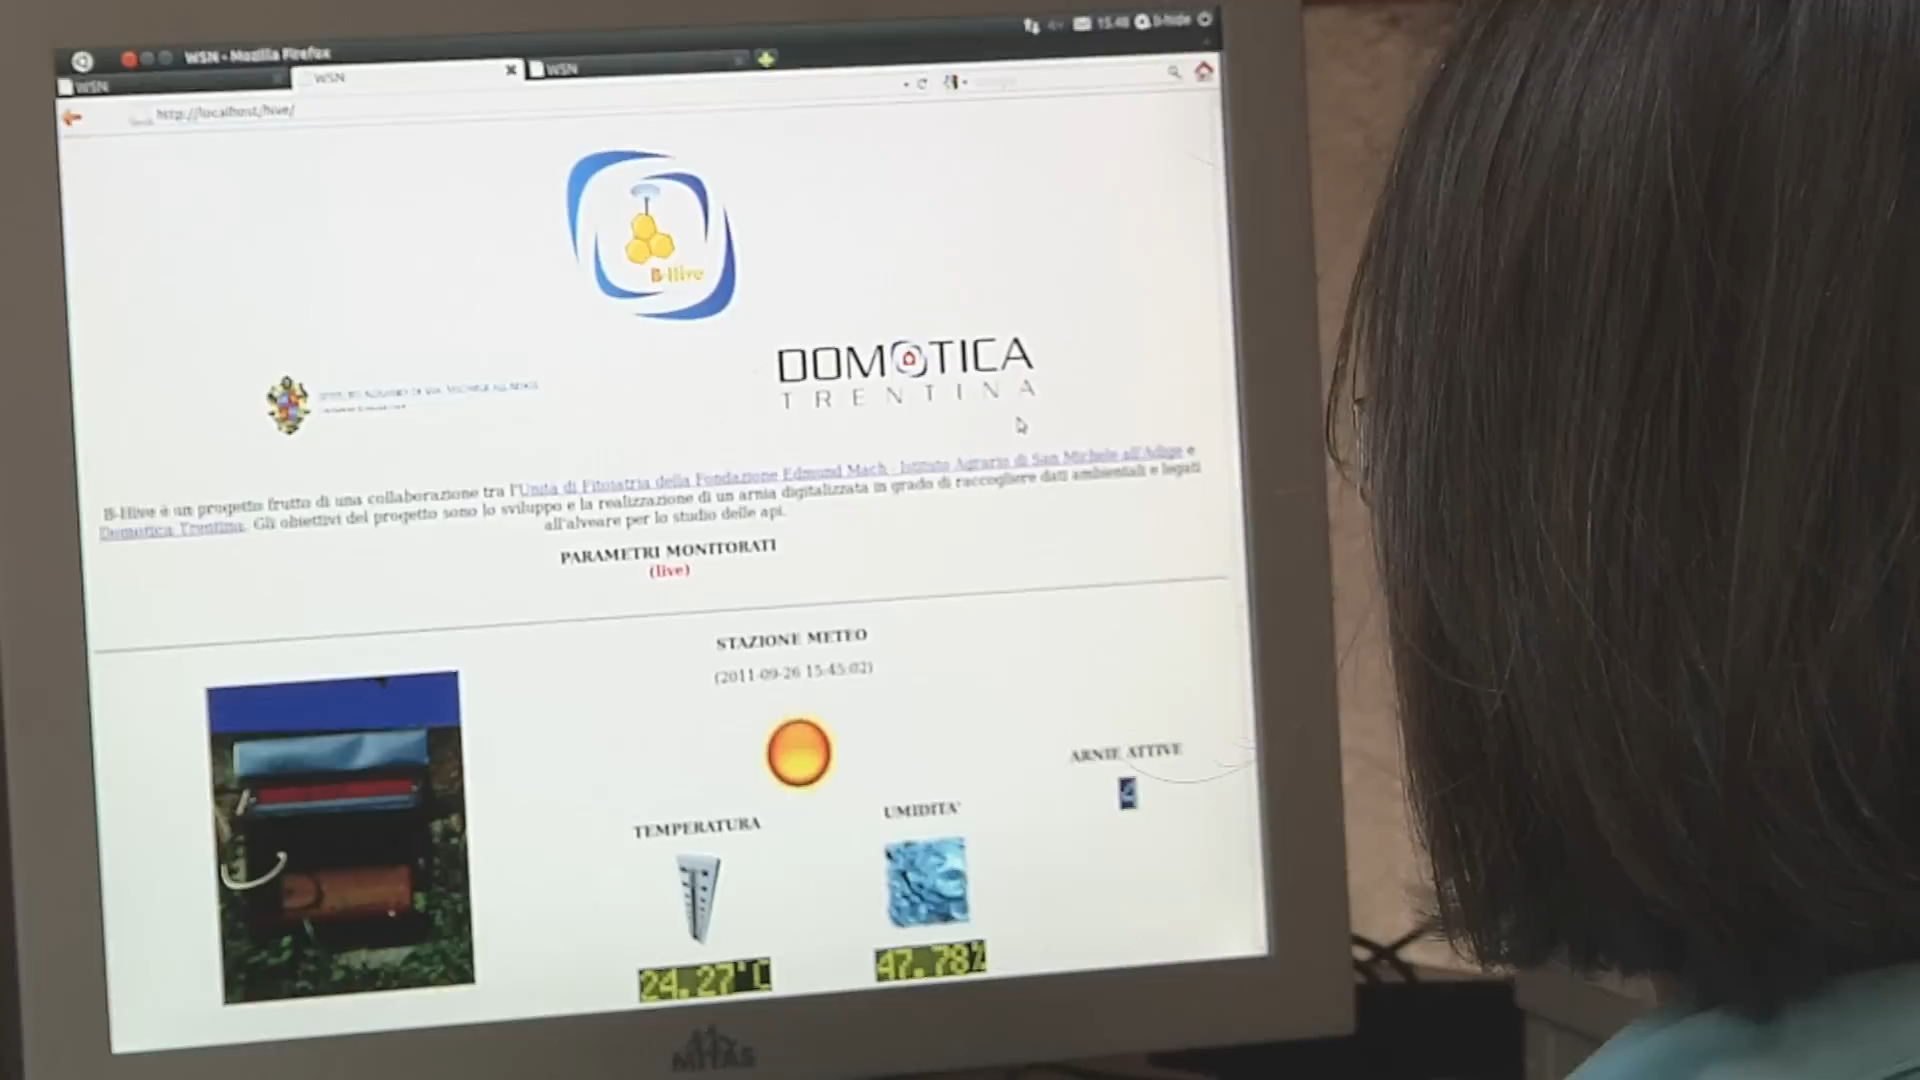 WSN - Mozilla Firefox
15.48
b-hide
WSN
WSN
WSN
http://localhost/hive/
B-Hive
DOMOTICA
TRENTINA
B-Hive è un progetto frutto di una collaborazione tra l'Unità di Fitoiatria della Fondazione Edmund Mach - Istituto Agrario di San Michele all'Adige e
Domotica Trentina. Gli obiettivi del progetto sono lo sviluppo e la realizzazione di un arnia digitalizzata in grado di raccogliere dati ambientali e legati
all'alveare per lo studio delle api.
PARAMETRI MONITORATI
(live)
STAZIONE METEO
(2011-09-26 15:45:02)
ARNIE ATTIVE
TEMPERATURA
UMIDITA'
24.27°C
47.78%